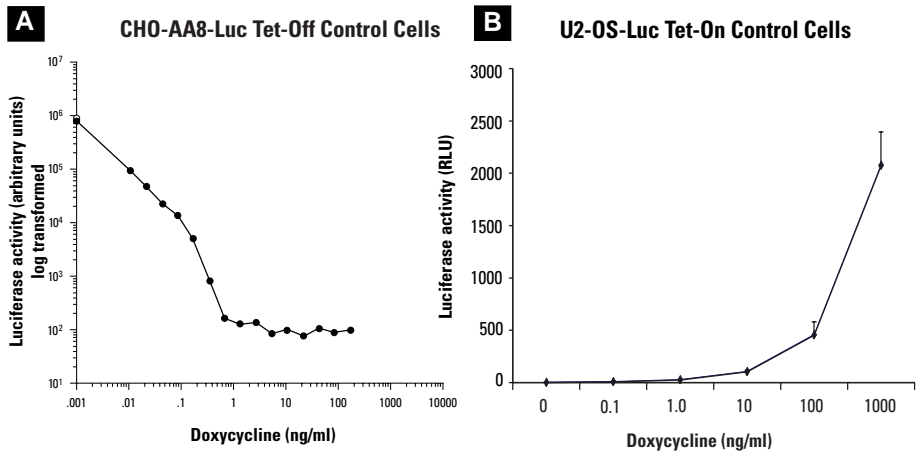 A
CHO-AA8-Luc Tet-Off Control Cells
Luciferase activity (arbitrary units)
log transformed
10⁷
10⁶
10⁵
10⁴
10³
10²
10¹
.001 .01 .1 1 10 100 1000 10000
Doxycycline (ng/ml)
B
U2-OS-Luc Tet-On Control Cells
Luciferase activity (RLU)
3000
2500
2000
1500
1000
500
0
0 0.1 1.0 10 100 1000
Doxycycline (ng/ml)